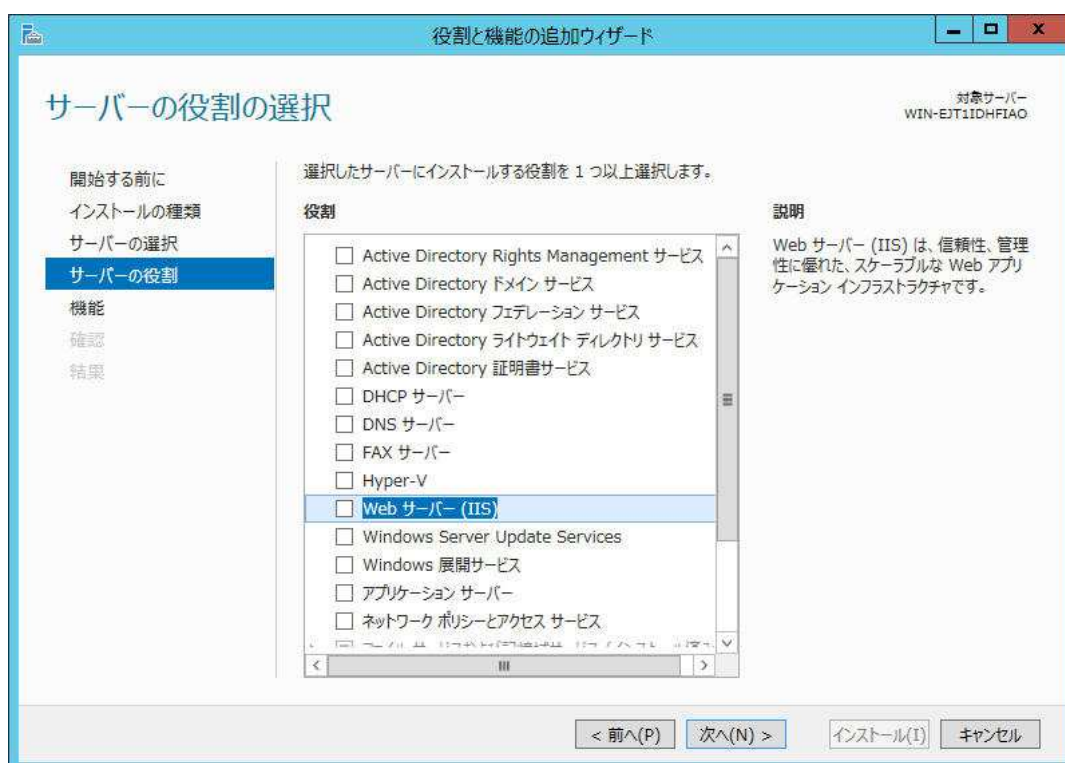 役割と機能の追加ウィザード
サーバーの役割の選択
対象サーバー
WIN-EJT1IDHFIAO
開始する前に
インストールの種類
サーバーの選択
サーバーの役割
機能
確認
結果
選択したサーバーにインストールする役割を 1 つ以上選択します。
役割
Active Directory Rights Management サービス
Active Directory ドメイン サービス
Active Directory フェデレーション サービス
Active Directory ライトウェイト ディレクトリ サービス
Active Directory 証明書サービス
DHCP サーバー
DNS サーバー
FAX サーバー
Hyper-V
Web サーバー (IIS)
Windows Server Update Services
Windows 展開サービス
アプリケーション サーバー
ネットワーク ポリシーとアクセス サービス
説明
Web サーバー (IIS) は、信頼性、管理
性に優れた、スケーラブルな Web アプリ
ケーション インフラストラクチャです。
< 前へ(P)
次へ(N) >
インストール(I)
キャンセル